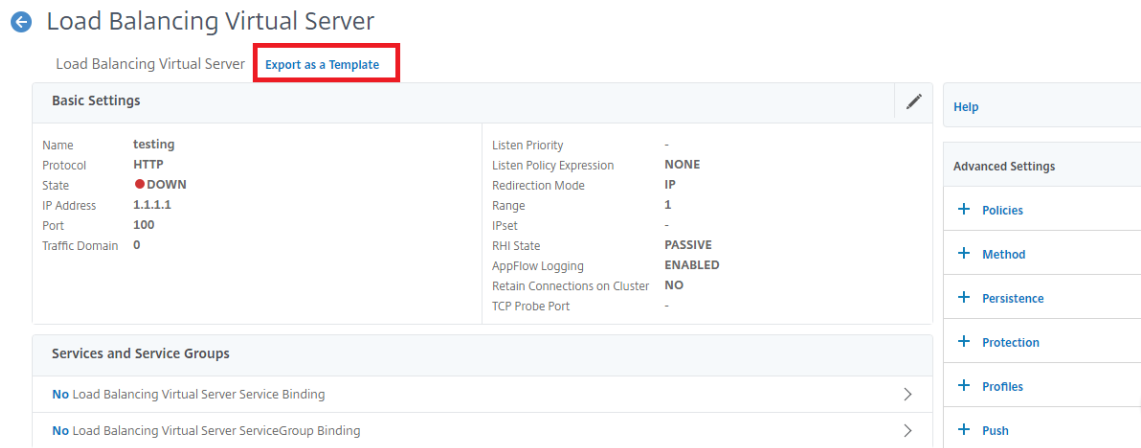 Load Balancing Virtual Server
Load Balancing Virtual Server Export as a Template
Basic Settings
Name testing
Protocol HTTP
State DOWN
IP Address 1.1.1.1
Port 100
Traffic Domain 0
Listen Priority -
Listen Policy Expression NONE
Redirection Mode IP
Range 1
IPset -
RHI State PASSIVE
AppFlow Logging ENABLED
Retain Connections on Cluster NO
TCP Probe Port -
Services and Service Groups
No Load Balancing Virtual Server Service Binding
No Load Balancing Virtual Server ServiceGroup Binding
Help
Advanced Settings
+ Policies
+ Method
+ Persistence
+ Protection
+ Profiles
+ Push